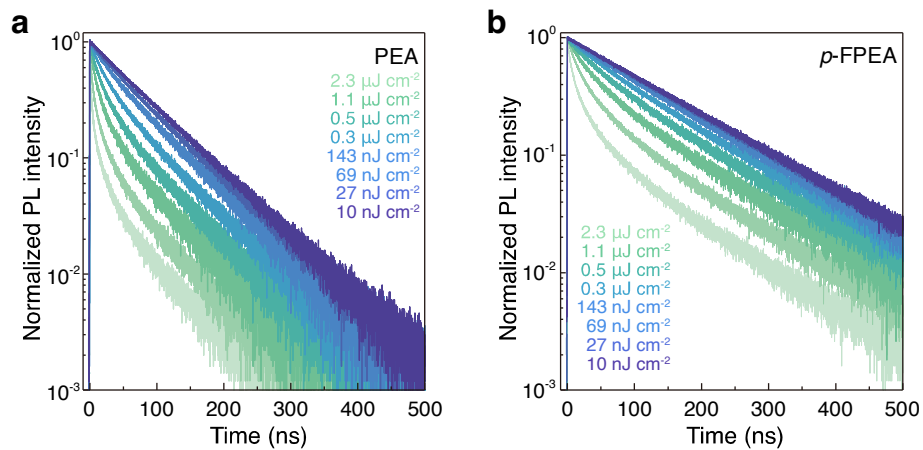 a
PEA
2.3 µJ cm⁻²
1.1 µJ cm⁻²
0.5 µJ cm⁻²
0.3 µJ cm⁻²
143 nJ cm⁻²
69 nJ cm⁻²
27 nJ cm⁻²
10 nJ cm⁻²
Normalized PL intensity
10⁰
10⁻¹
10⁻²
10⁻³
0 100 200 300 400 500
Time (ns)
b
p-FPEA
2.3 µJ cm⁻²
1.1 µJ cm⁻²
0.5 µJ cm⁻²
0.3 µJ cm⁻²
143 nJ cm⁻²
69 nJ cm⁻²
27 nJ cm⁻²
10 nJ cm⁻²
Normalized PL intensity
10⁰
10⁻¹
10⁻²
10⁻³
0 100 200 300 400 500
Time (ns)